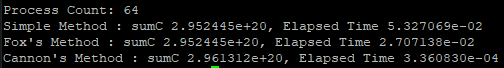 Process Count: 64
Simple Method : sumC 2.952445e+20, Elapsed Time 5.327069e-02
Fox's Method : sumC 2.952445e+20, Elapsed Time 2.707138e-02
Cannon's Method : sumC 2.961312e+20, Elapsed Time 3.360830e-04